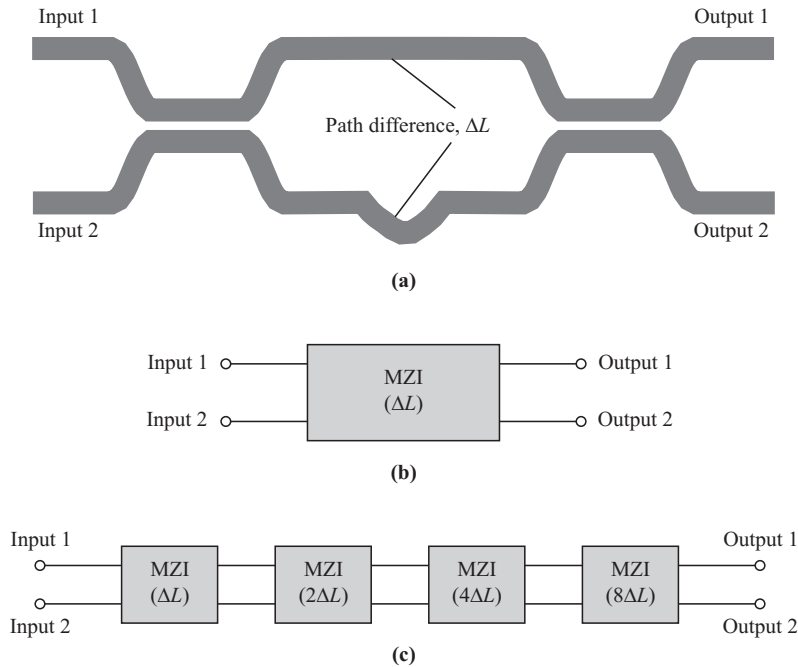 Input 1
Output 1
Path difference, ΔL
Input 2
Output 2
(a)
Input 1
Output 1
MZI
(ΔL)
Input 2
Output 2
(b)
Input 1
Output 1
MZI
(ΔL)
MZI
(2ΔL)
MZI
(4ΔL)
MZI
(8ΔL)
Input 2
Output 2
(c)